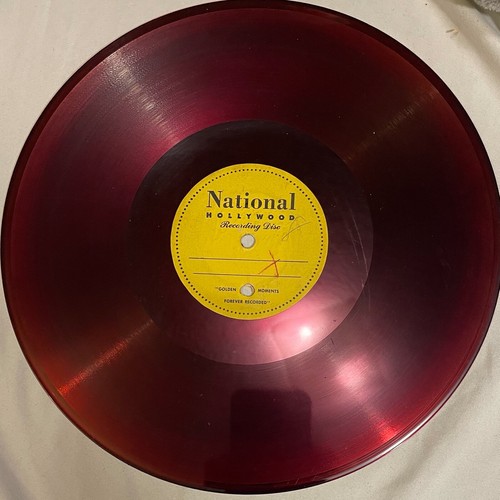 National
HOLLYWOOD
Recording Disc
"GOLDEN MOMENTS
FOREVER RECORDED"